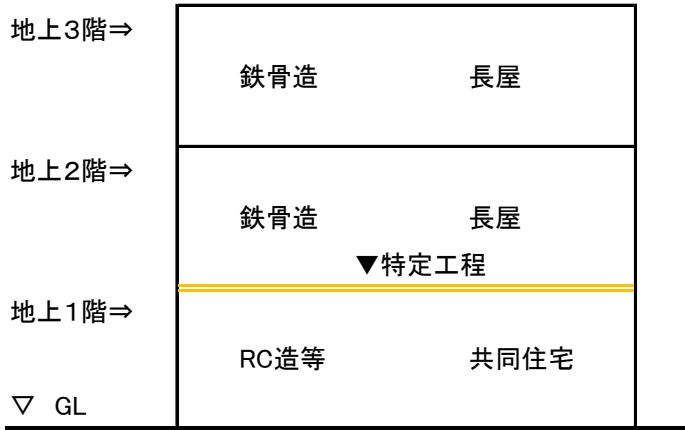 地上３階⇒
鉄骨造 長屋
地上２階⇒
鉄骨造 長屋
▼特定工程
地上１階⇒
RC造等 共同住宅
▽ GL